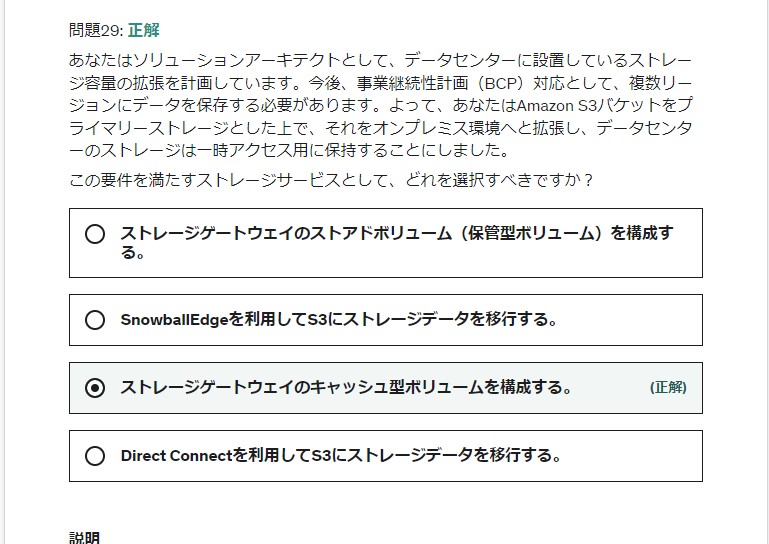 問題29: 正解
あなたはソリューションアーキテクトとして、データセンターに設置しているストレー
ジ容量の拡張を計画しています。今後、事業継続性計画（BCP）対応として、複数リー
ジョンにデータを保存する必要があります。よって、あなたはAmazon S3バケットをプ
ライマリーストレージとした上で、それをオンプレミス環境へと拡張し、データセンタ
ーのストレージは一時アクセス用に保持することにしました。
この要件を満たすストレージサービスとして、どれを選択すべきですか？
ストレージゲートウェイのストアドボリューム（保管型ボリューム）を構成す
る。
SnowballEdgeを利用してS3にストレージデータを移行する。
ストレージゲートウェイのキャッシュ型ボリュームを構成する。 (正解)
Direct Connectを利用してS3にストレージデータを移行する。
説明